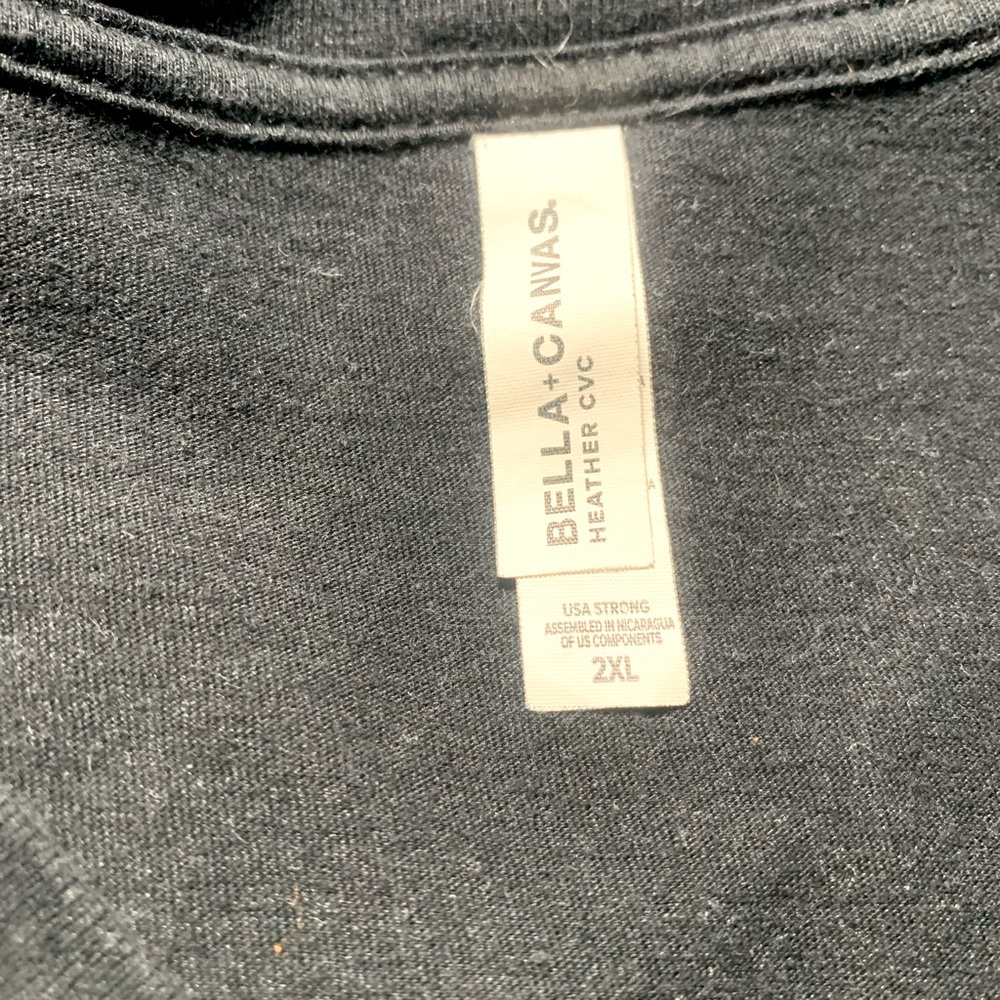 BELLA+CANVAS.
HEATHER CVC
USA STRONG
ASSEMBLED IN NICARAGUA
OF US COMPONENTS
2XL